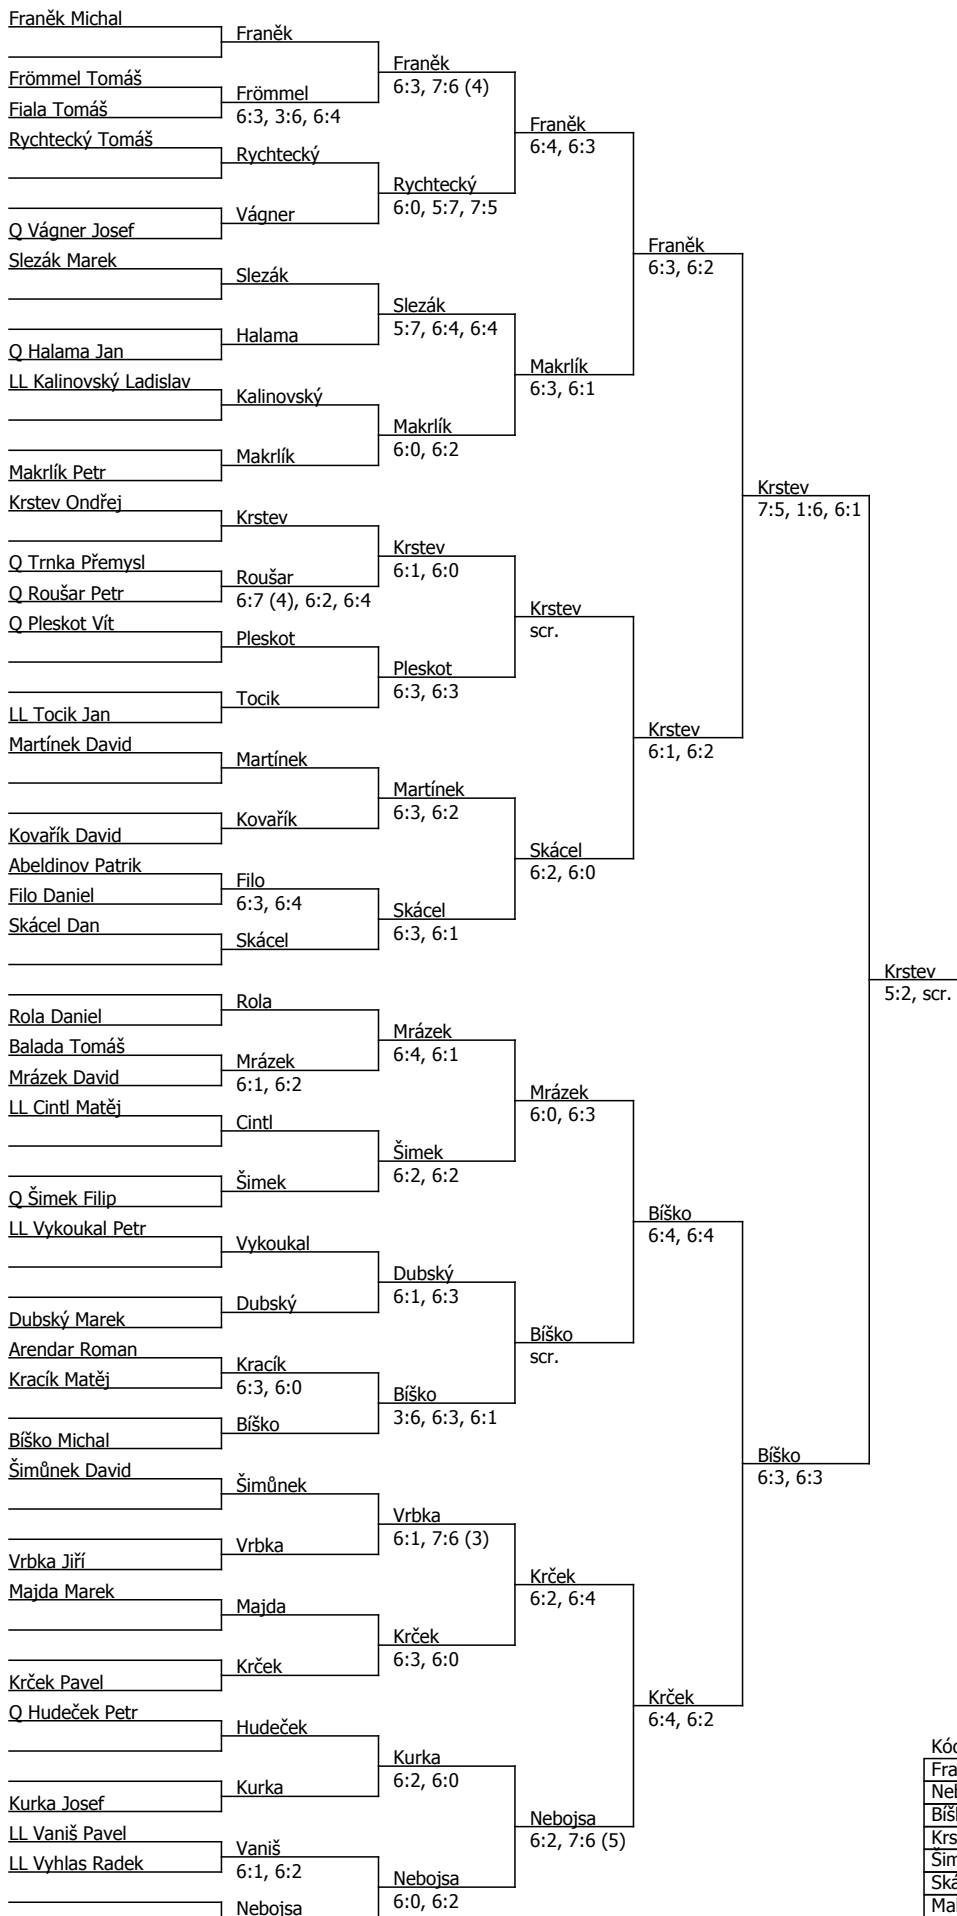 Franěk Michal
Frömmel Tomáš
Fiala Tomáš
Rychtecký Tomáš
Q Vágner Josef
Slezák Marek
Q Halama Jan
LL Kalinovský Ladislav
Makrlík Petr
Krstev Ondřej
Q Trnka Přemysl
Q Roušar Petr
Q Pleskot Vít
LL Tocik Jan
Martínek David
Kovařík David
Abeldinov Patrik
Filo Daniel
Skácel Dan
Rola Daniel
Balada Tomáš
Mrázek David
LL Cintl Matěj
Q Šimek Filip
LL Vykoukal Petr
Dubský Marek
Arendar Roman
Kracík Matěj
Bíško Michal
Šimůnek David
Vrbka Jiří
Majda Marek
Krček Pavel
Q Hudeček Petr
Kurka Josef
LL Vaniš Pavel
LL Vyhlas Radek
Franěk
Frömmel
6:3, 3:6, 6:4
Rychtecký
Vágner
Slezák
Halama
Kalinovský
Makrlík
Krstev
Roušar
6:7 (4), 6:2, 6:4
Pleskot
Tocik
Martínek
Kovařík
Filo
6:3, 6:4
Skácel
Rola
Mrázek
6:1, 6:2
Cintl
Šimek
Vykoukal
Dubský
Kracík
6:3, 6:0
Bíško
Šimůnek
Vrbka
Majda
Krček
Hudeček
Kurka
Vaniš
6:1, 6:2
Nebojsa
Franěk
6:3, 7:6 (4)
Rychtecký
6:0, 5:7, 7:5
Slezák
5:7, 6:4, 6:4
Makrlík
6:0, 6:2
Krstev
6:1, 6:0
Pleskot
6:3, 6:3
Martínek
6:3, 6:2
Skácel
6:3, 6:1
Mrázek
6:4, 6:1
Šimek
6:2, 6:2
Dubský
6:1, 6:3
Bíško
3:6, 6:3, 6:1
Vrbka
6:1, 7:6 (3)
Krček
6:3, 6:0
Kurka
6:2, 6:0
Nebojsa
6:0, 6:2
Franěk
6:4, 6:3
Makrlík
6:3, 6:1
Krstev
scr.
Skácel
6:2, 6:0
Mrázek
6:0, 6:3
Bíško
scr.
Krček
6:2, 6:4
Nebojsa
6:2, 7:6 (5)
Franěk
6:3, 6:2
Krstev
6:1, 6:2
Bíško
6:4, 6:4
Krček
6:4, 6:2
Krstev
7:5, 1:6, 6:1
Bíško
6:3, 6:3
Krstev
5:2, scr.